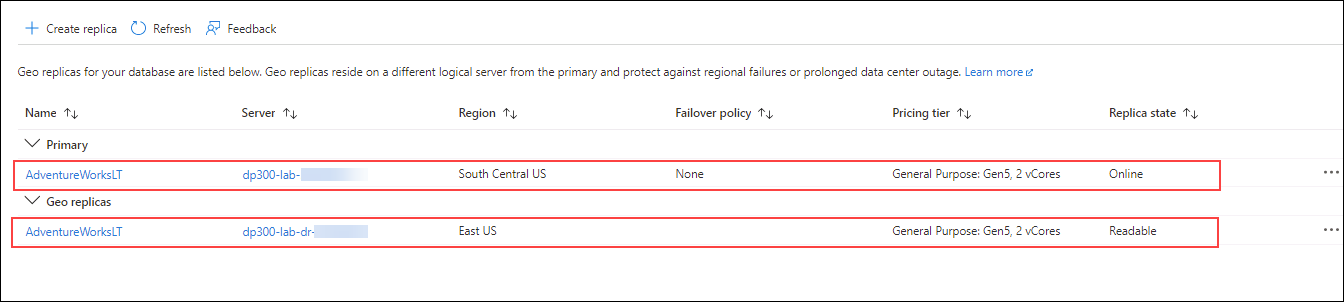 Create replica Refresh Feedback
Geo replicas for your database are listed below. Geo replicas reside on a different logical server from the primary and protect against regional failures or prolonged data center outage. Learn more
Name Server Region Failover policy Pricing tier Replica state
Primary
AdventureWorksLT dp300-lab- South Central US None General Purpose: Gen5, 2 vCores Online
Geo replicas
AdventureWorksLT dp300-lab-dr- East US General Purpose: Gen5, 2 vCores Readable